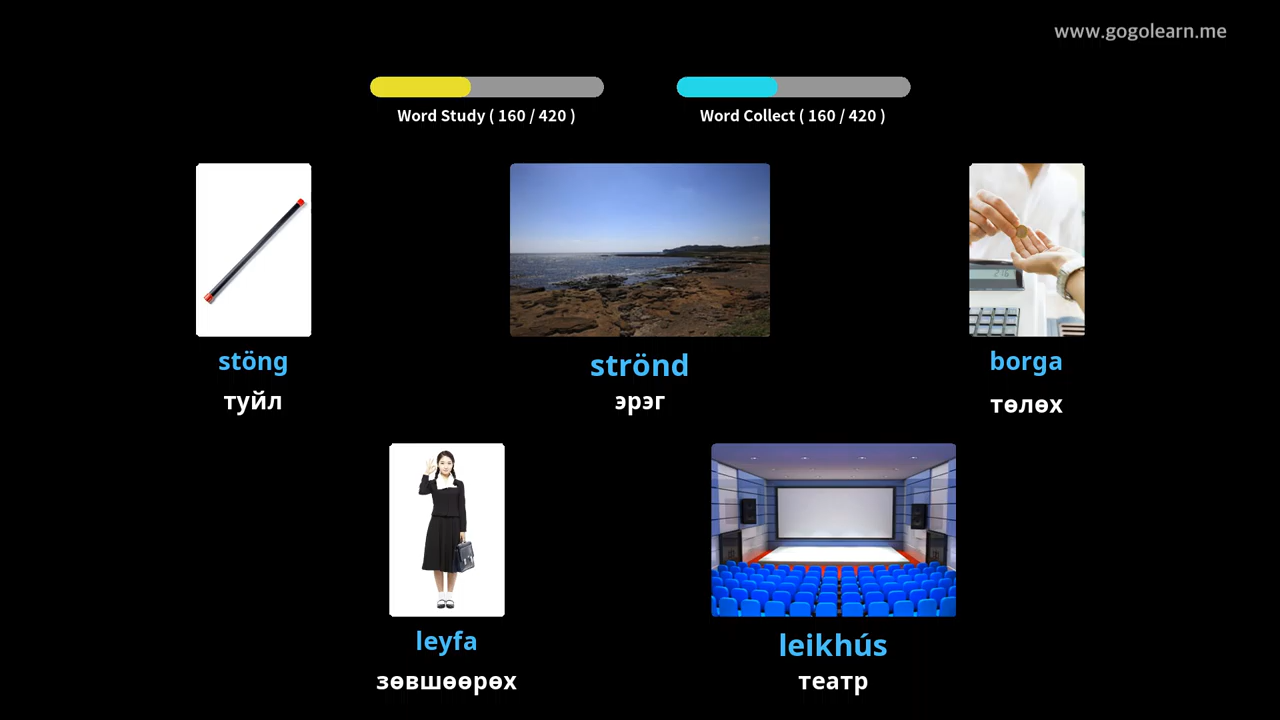 www.gogolearn.me
Word Study ( 160 / 420 )
Word Collect ( 160 / 420 )
stöng
strönd
borga
туйл
эрэг
төлөх
leyfa
leikhús
зөвшөөрөх
театр